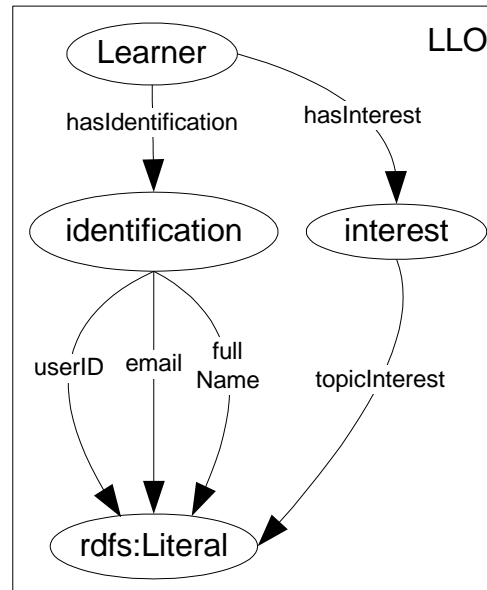 LLO
Learner
hasIdentification
hasInterest
identification
interest
userID
email
full
Name
topicInterest
rdfs:Literal